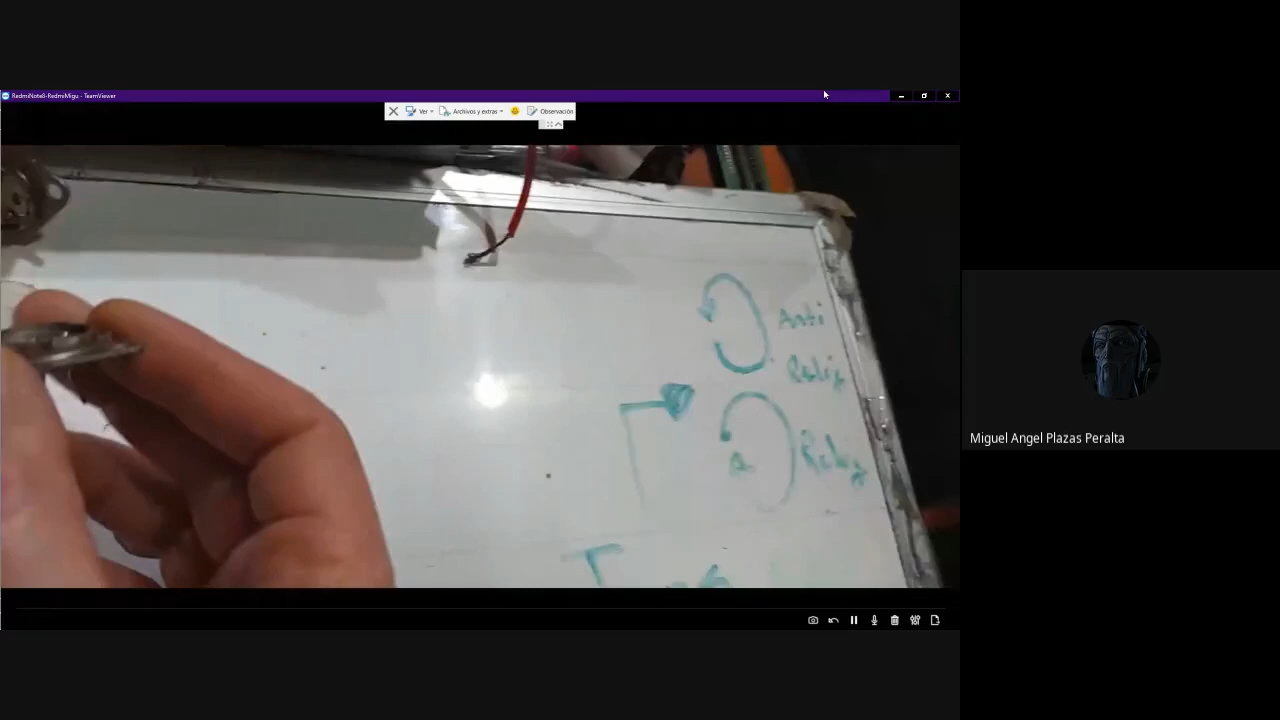 RedmiNote8-RedmiMigu - TeamViewer
Ver
Archivos y extras
Observación
Anti
Reloj
Reloj
Miguel Angel Plazas Peralta